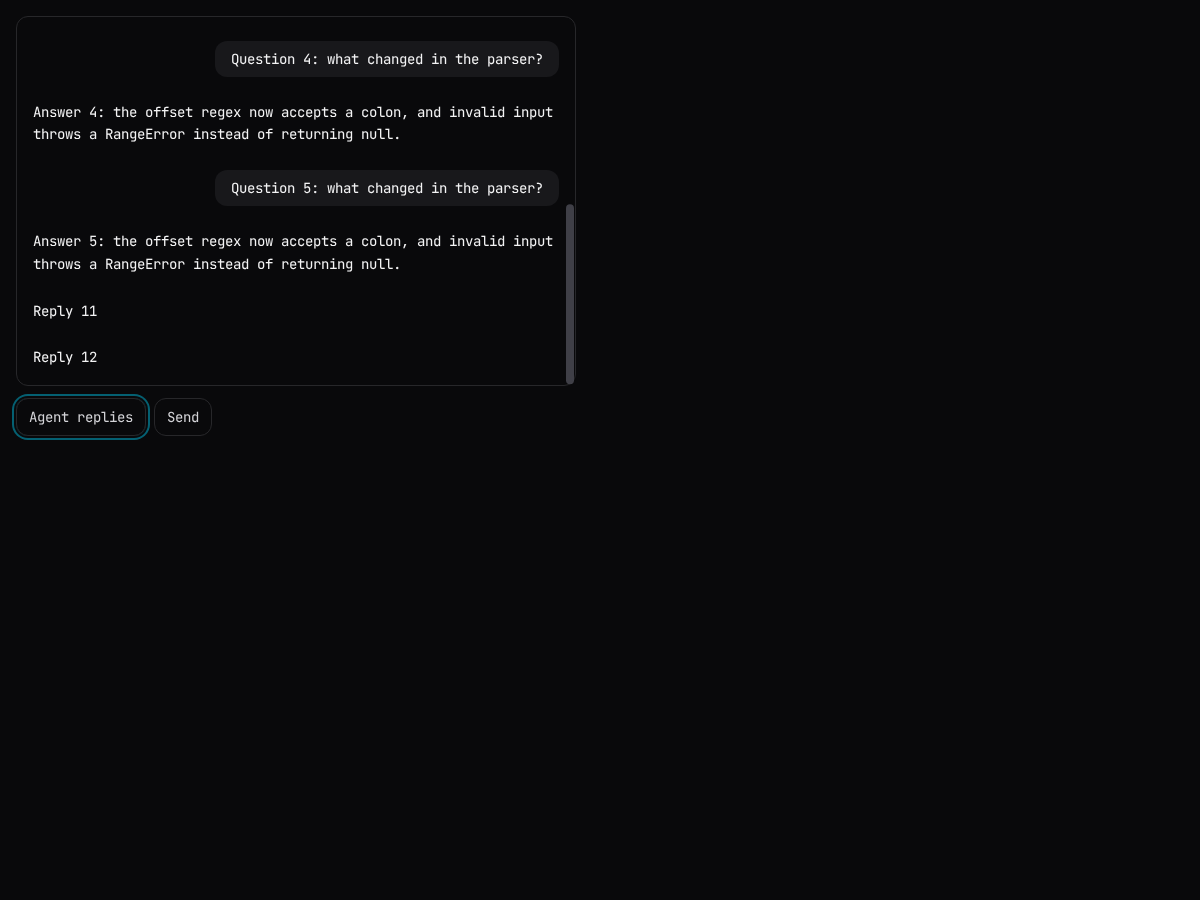 Question 4: what changed in the parser?
Answer 4: the offset regex now accepts a colon, and invalid input
throws a RangeError instead of returning null.
Question 5: what changed in the parser?
Answer 5: the offset regex now accepts a colon, and invalid input
throws a RangeError instead of returning null.
Reply 11
Reply 12
Agent replies
Send